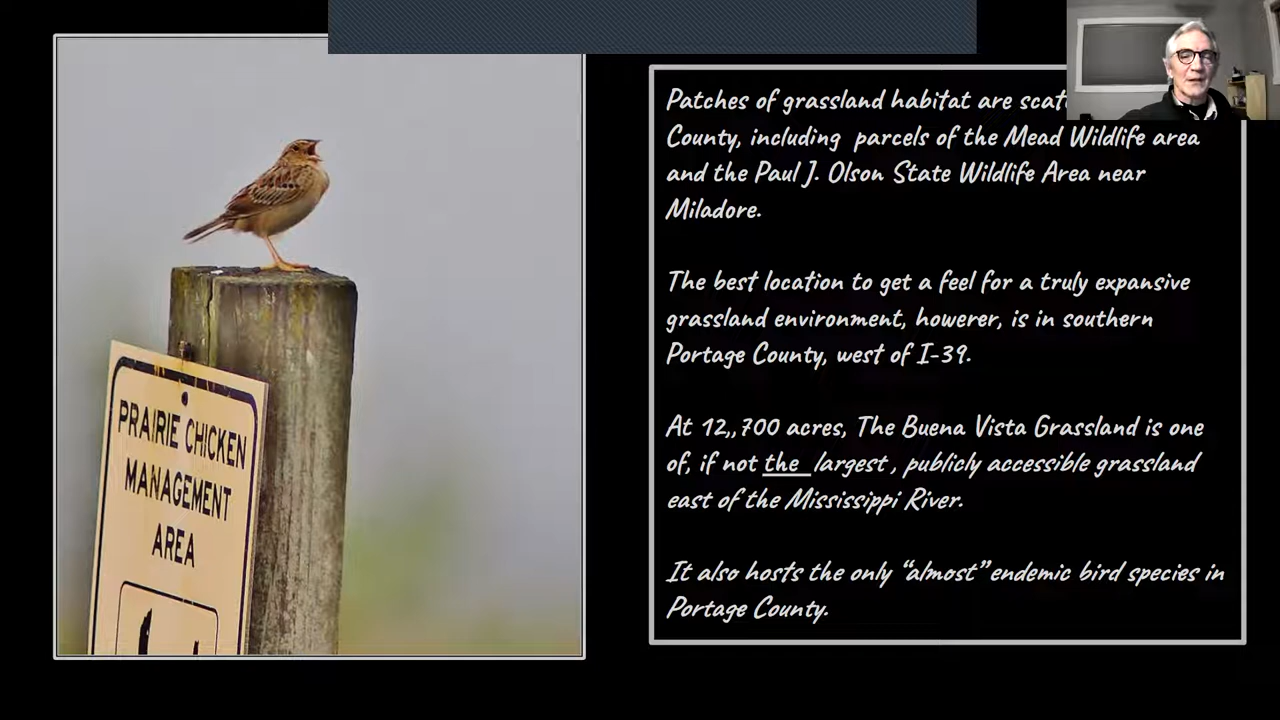 Patches of grassland habitat are
County, including parcels of the Mead Wildlife area
and the Paul J. Olson State Wildlife Area near
Miladore.
The best location to get a feel for a truly expansive
grassland environment, howerer, is in southern
Portage County, west of I-39.
At 12,,700 acres, The Buena Vista Grassland is one
of, if not the largest , publicly accessible grassland
east of the Mississippi River.
It also hosts the only “almost” endemic bird species in
Portage County.
PRAIRIE CHICKEN
MANAGEMENT
AREA